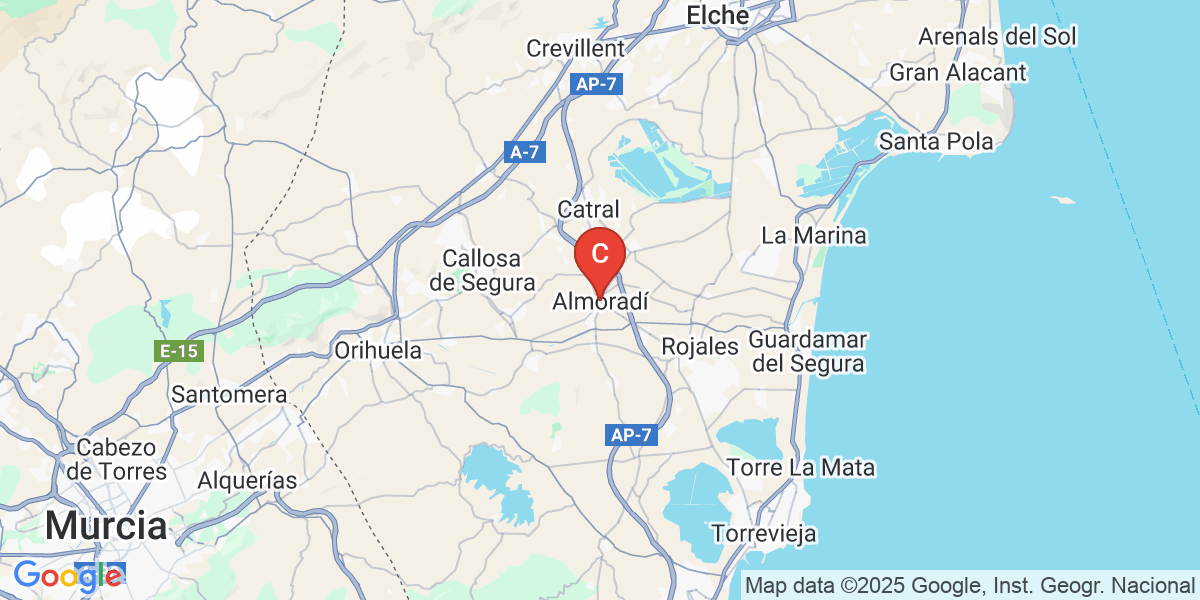 Elche
Arenals del Sol
Crevillent
Gran Alacant
AP-7
Santa Pola
A-7
Catral
La Marina
C
Callosa
de Segura
Almoradí
Guardamar
del Segura
Rojales
Orihuela
E-15
Santomera
AP-7
Cabezo
de Torres
Torre La Mata
Alquerías
Murcia
Torrevieja
Google
Map data ©2025 Google, Inst. Geogr. Nacional